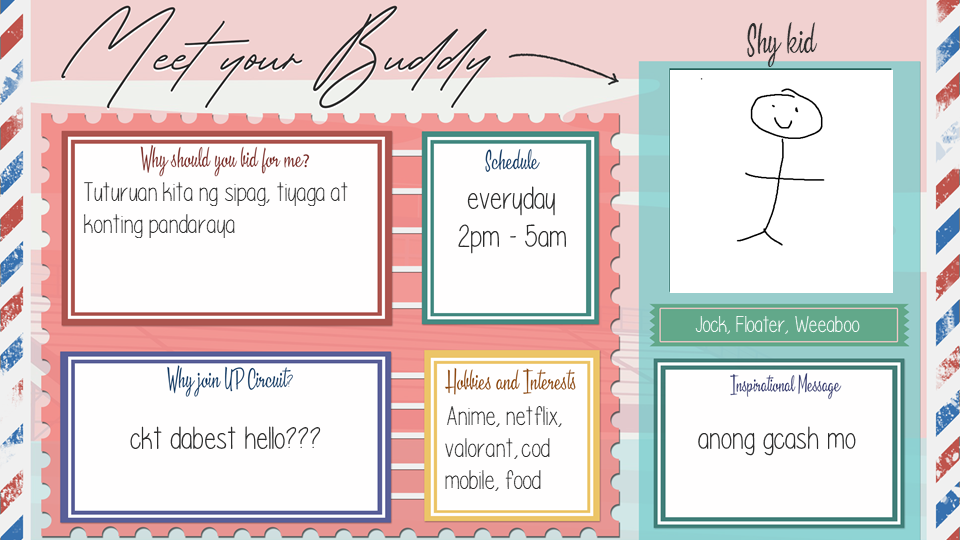 Meet your Buddy
Shy kid
Why should you bid for me?
Tuturuan kita ng sipag, tiyaga at
konting pandaraya
Schedule
everyday
2pm - 5am
Jock, Floater, Weeaboo
Why join UP Circuit?
ckt dabest hello???
Hobbies and Interests
Anime, netflix,
valorant, cod
mobile, food
Inspirational Message
anong gcash mo